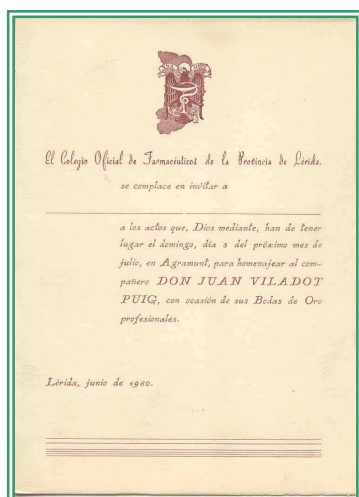 El Colegio Oficial de Farmacéuticos de la Provincia de Lérida,
se complace en invitar a
a los actos que, Dios mediante, han de tener
lugar el domingo, día 3 del próximo mes de
julio, en Agramunt, para homenajear al com-
pañero DON JUAN VILADOT
PUIG, con ocasión de sus Bodas de Oro
profesionales.
Lérida, junio de 1960.